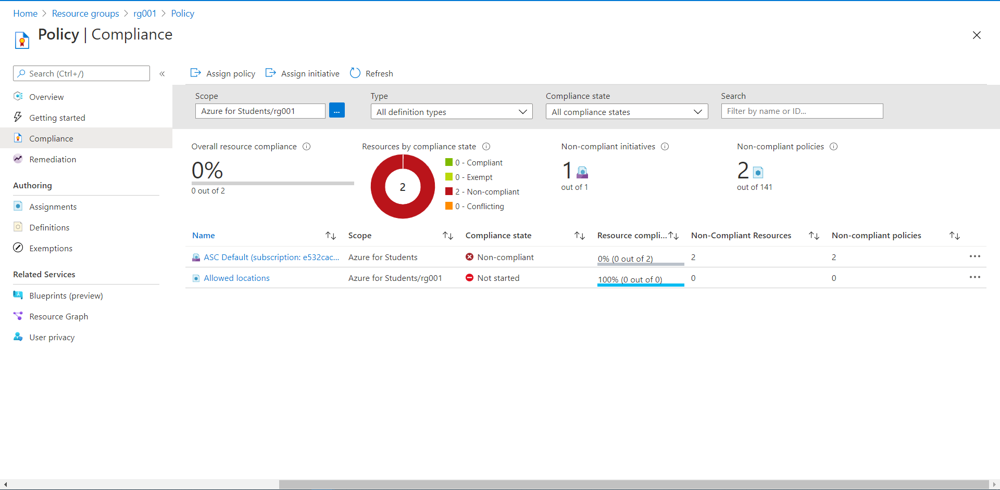 Home > Resource groups > rg001 > Policy
Policy | Compliance
Search (Ctrl+/)
«
Assign policy
Assign initiative
Refresh
Overview
Getting started
Compliance
Remediation
Authoring
Assignments
Definitions
Exemptions
Related Services
Blueprints (preview)
Resource Graph
User privacy
Scope
Type
Compliance state
Search
Azure for Students/rg001
...
All definition types
All compliance states
Filter by name or ID...
Overall resource compliance
0%
0 out of 2
Resources by compliance state
2
0 - Compliant
0 - Exempt
2 - Non-compliant
0 - Conflicting
Non-compliant initiatives
1
out of 1
Non-compliant policies
2
out of 141
Name Scope Compliance state Resource compli... Non-Compliant Resources Non-compliant policies
ASC Default (subscription: e532cac... Azure for Students Non-compliant 0% (0 out of 2) 2 2 ...
Allowed locations Azure for Students/rg001 Not started 100% (0 out of 0) 0 0 ...